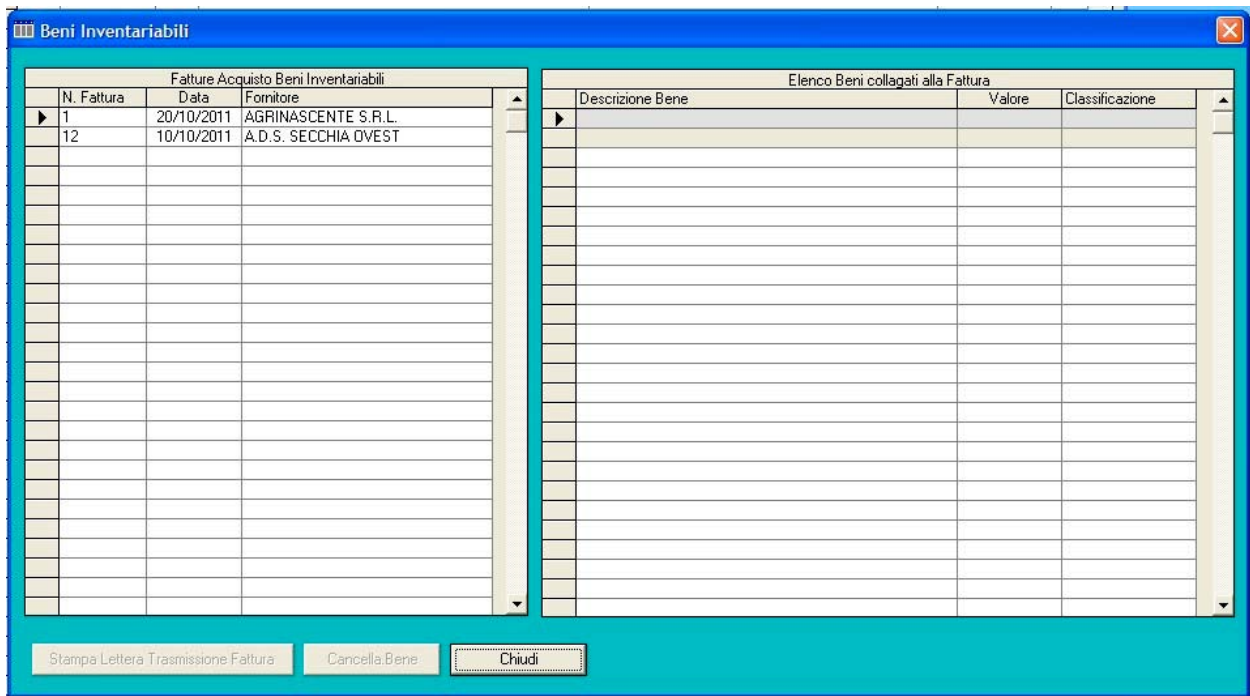 Beni Inventariabili
Fatture Acquisto Beni Inventariabili
N. Fattura Data Fornitore
1 20/10/2011 AGRINASCENTE S.R.L.
12 10/10/2011 A.D.S. SECCHIA OVEST
Elenco Beni collagati alla Fattura
Descrizione Bene Valore Classificazione
Stampa Lettera Trasmissione Fattura Cancella Bene Chiudi